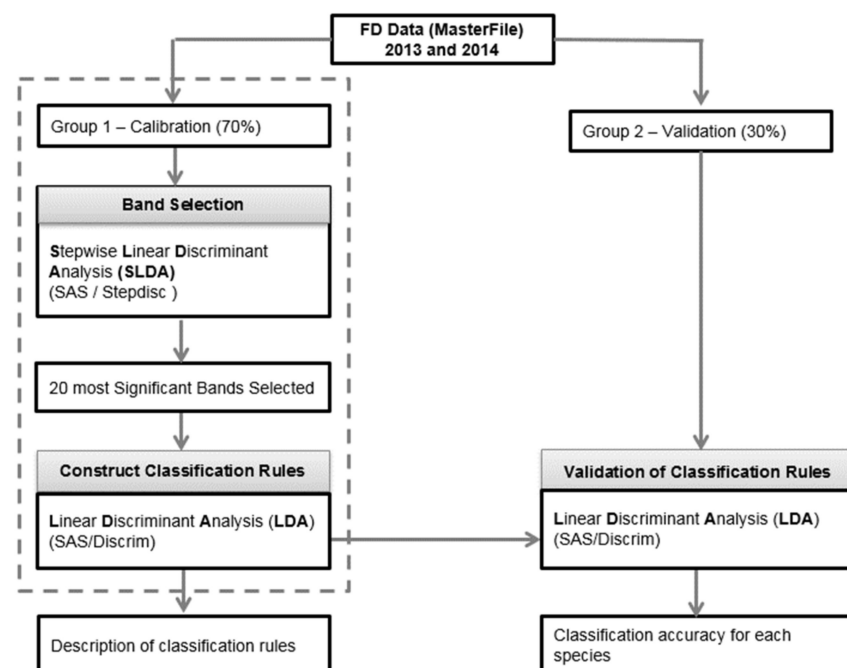 FD Data (MasterFile)
2013 and 2014
Group 1 – Calibration (70%)
Group 2 – Validation (30%)
Band Selection
Stepwise Linear Discriminant
Analysis (SLDA)
(SAS / Stepdisc )
20 most Significant Bands Selected
Construct Classification Rules
Linear Discriminant Analysis (LDA)
(SAS/Discrim)
Validation of Classification Rules
Linear Discriminant Analysis (LDA)
(SAS/Discrim)
Description of classification rules
Classification accuracy for each
species